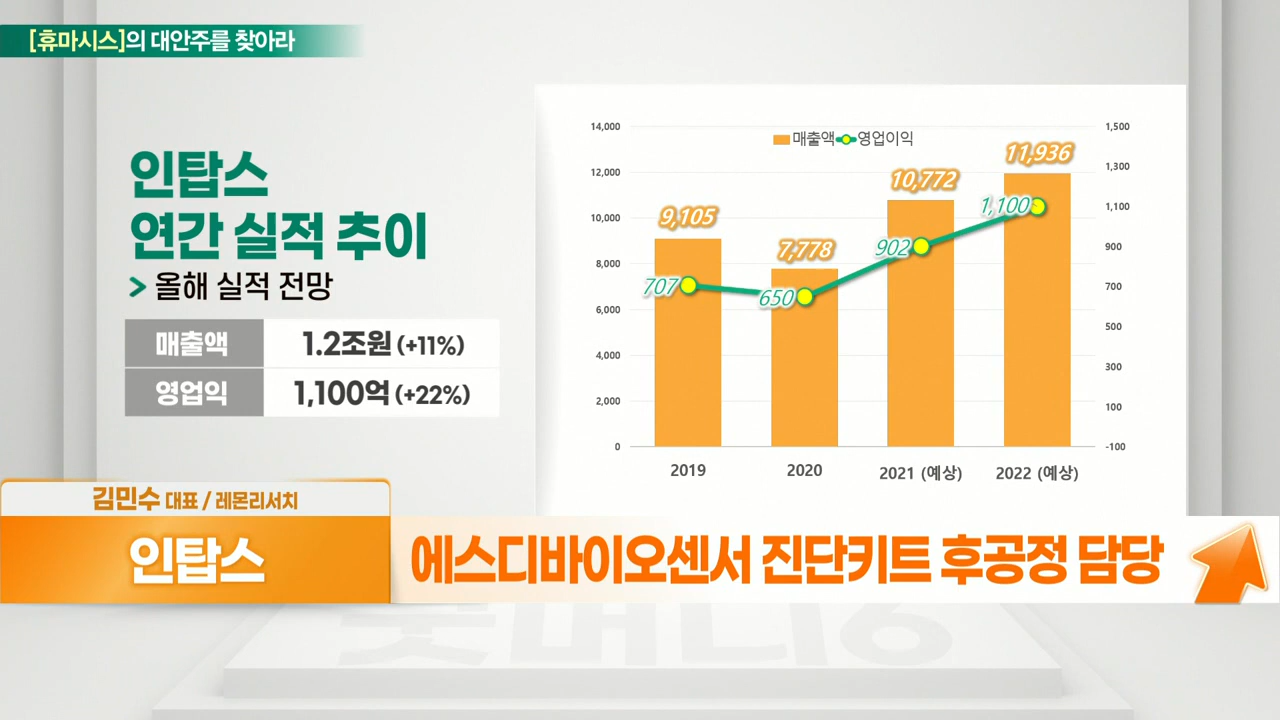 [휴마시스]의 대안주를 찾아라
인탑스
연간 실적 추이
> 올해 실적 전망
매출액 1.2조원 (+11%)
영업익 1,100억 (+22%)
매출액 영업이익
14,000
12,000
10,000
8,000
6,000
4,000
2,000
0
1,500
1,300
1,100
900
700
500
300
100
-100
9,105
7,778
10,772
11,936
707
650
902
1,100
2019 2020 2021 (예상) 2022 (예상)
김민수 대표 / 레몬리서치
인탑스
에스디바이오센서 진단키트 후공정 담당
굿머니6